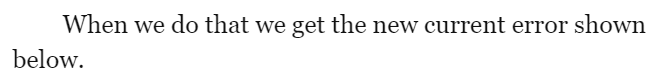 When we do that we get the new current error shown
below.